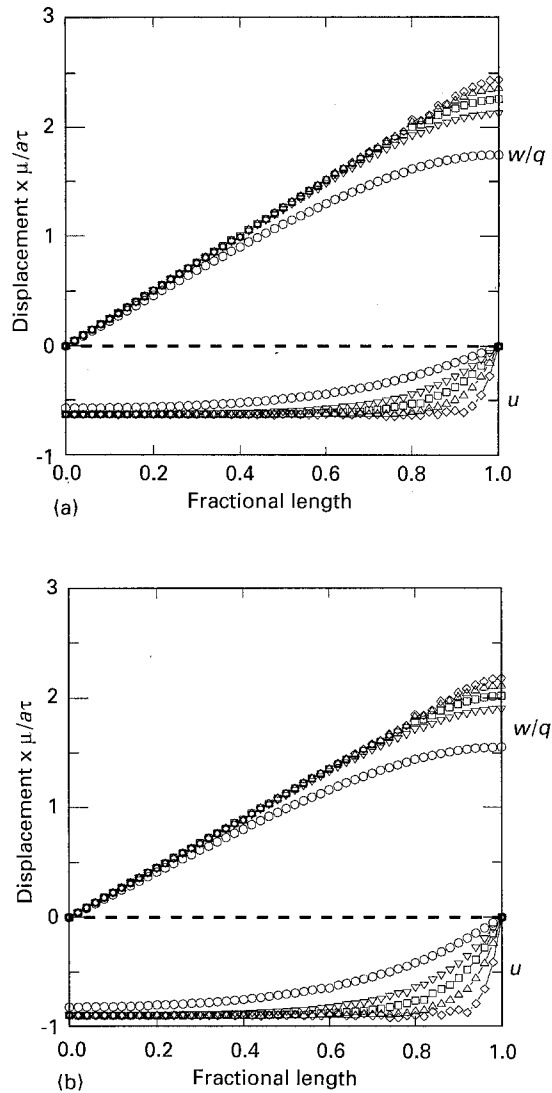 3
2
1
0
-1
Displacement x μ/aτ
w/q
u
0.0 0.2 0.4 0.6 0.8 1.0
Fractional length
(a)
3
2
1
0
-1
Displacement x μ/aτ
w/q
u
0.0 0.2 0.4 0.6 0.8 1.0
Fractional length
(b)